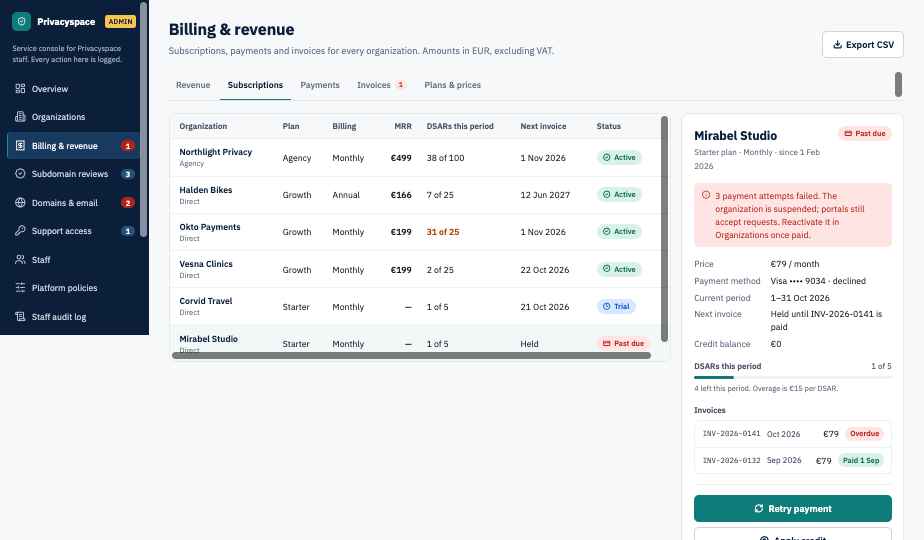 Privacyspace ADMIN
Service console for Privacyspace
staff. Every action here is logged.
Overview
Organizations
Billing & revenue 1
Subdomain reviews 3
Domains & email 2
Support access 1
Staff
Platform policies
Staff audit log
Billing & revenue
Subscriptions, payments and invoices for every organization. Amounts in EUR, excluding VAT.
Export CSV
Revenue Subscriptions Payments Invoices 1 Plans & prices
Organization Plan Billing MRR DSARs this period Next invoice Status
Northlight Privacy
Agency
Agency Monthly €499 38 of 100 1 Nov 2026 Active
Halden Bikes
Direct
Growth Annual €166 7 of 25 12 Jun 2027 Active
Okto Payments
Direct
Growth Monthly €199 31 of 25 1 Nov 2026 Active
Vesna Clinics
Direct
Growth Monthly €199 2 of 25 22 Oct 2026 Active
Corvid Travel
Direct
Starter Monthly — 1 of 5 21 Oct 2026 Trial
Mirabel Studio
Direct
Starter Monthly — 1 of 5 Held Past due
Mirabel Studio Past due
Starter plan · Monthly · since 1 Feb
2026
3 payment attempts failed. The
organization is suspended; portals still
accept requests. Reactivate it in
Organizations once paid.
Price €79 / month
Payment method Visa •••• 9034 · declined
Current period 1–31 Oct 2026
Next invoice Held until INV-2026-0141 is
paid
Credit balance €0
DSARs this period 1 of 5
4 left this period. Overage is €15 per DSAR.
Invoices
INV-2026-0141 Oct 2026 €79 Overdue
INV-2026-0132 Sep 2026 €79 Paid 1 Sep
Retry payment
Apply credit